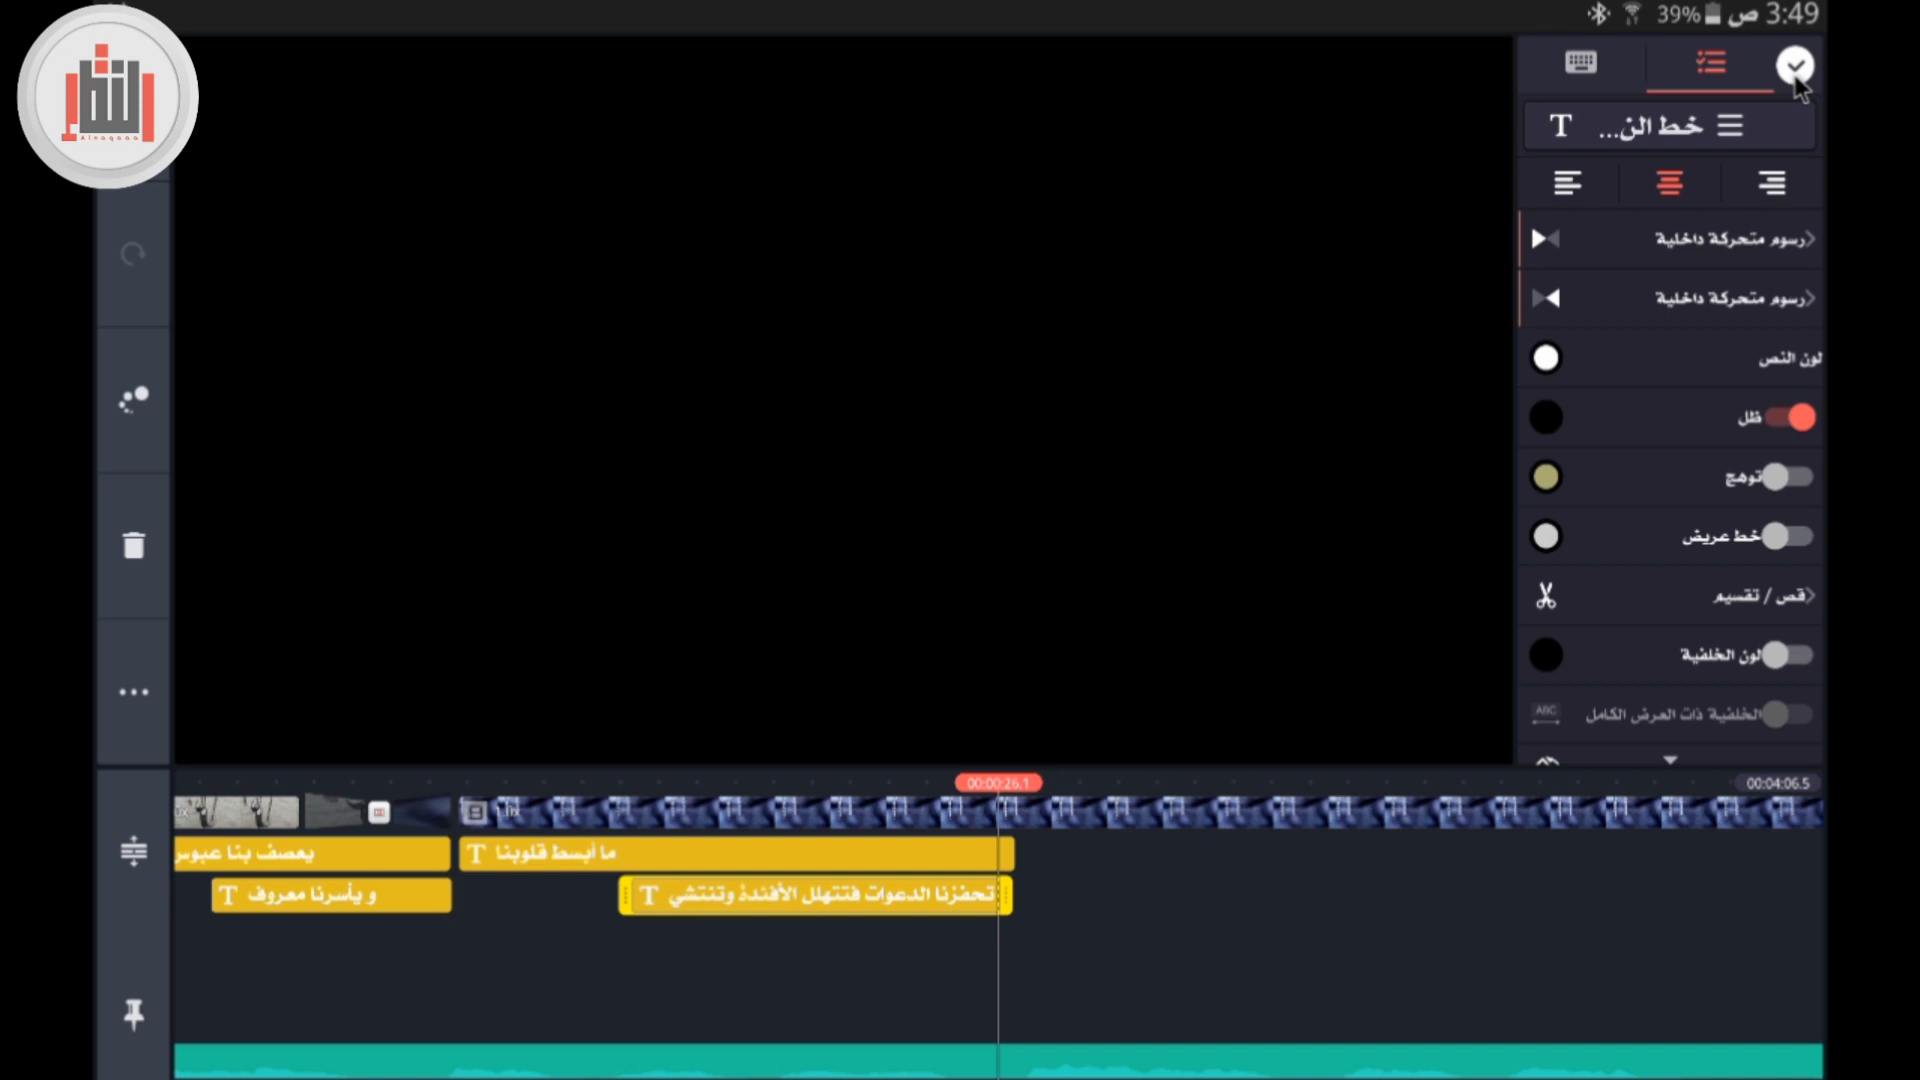 39% 3:49 ص
Alnaqaaa
خط الن...
رسوم متحركة داخلية
رسوم متحركة داخلية
لون النص
ظل
توهج
خط عريض
قص / تقسيم
لون الخلفية
ABC الخلفية ذات العرض الكامل
00:00:26.1
00:04:06.5
يعصف بنا عبوس
T ما أبسط قلوبنا
T و يأسرنا معروف
T تحفزنا الدعوات فتتهلل الأفئدة وتنتشي